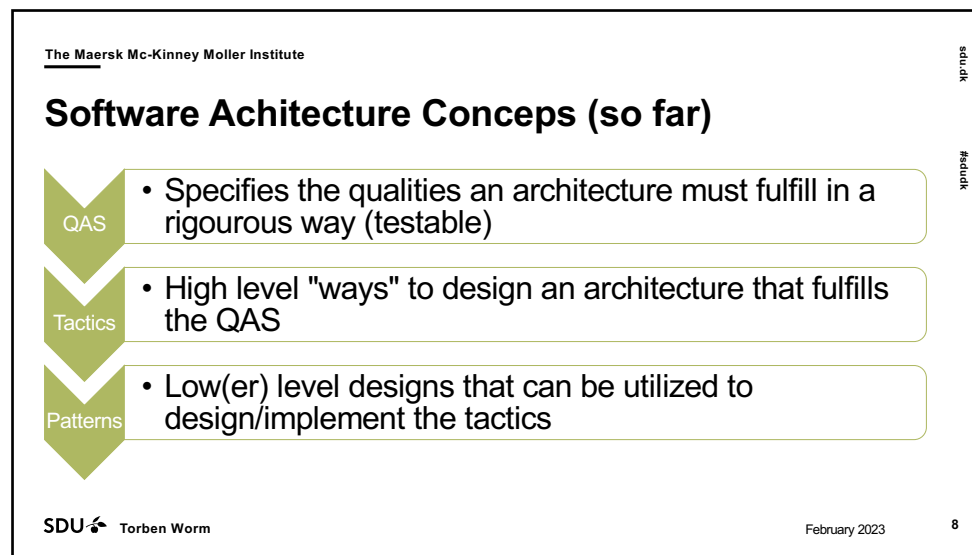 The Maersk Mc-Kinney Moller Institute
sdu.dk
#sdudk
Software Achitecture Conceps (so far)
QAS
• Specifies the qualities an architecture must fulfill in a
rigourous way (testable)
Tactics
• High level "ways" to design an architecture that fulfills
the QAS
Patterns
• Low(er) level designs that can be utilized to
design/implement the tactics
SDU Torben Worm
February 2023
8